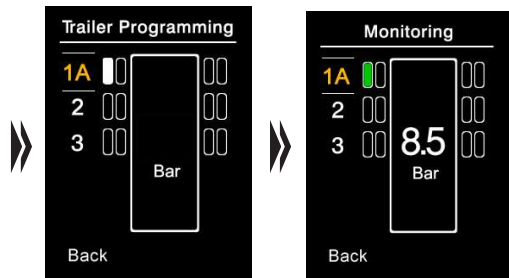 Trailer Programming
1A
2
3
Bar
Back
Monitoring
1A
2
3
8.5
Bar
Back